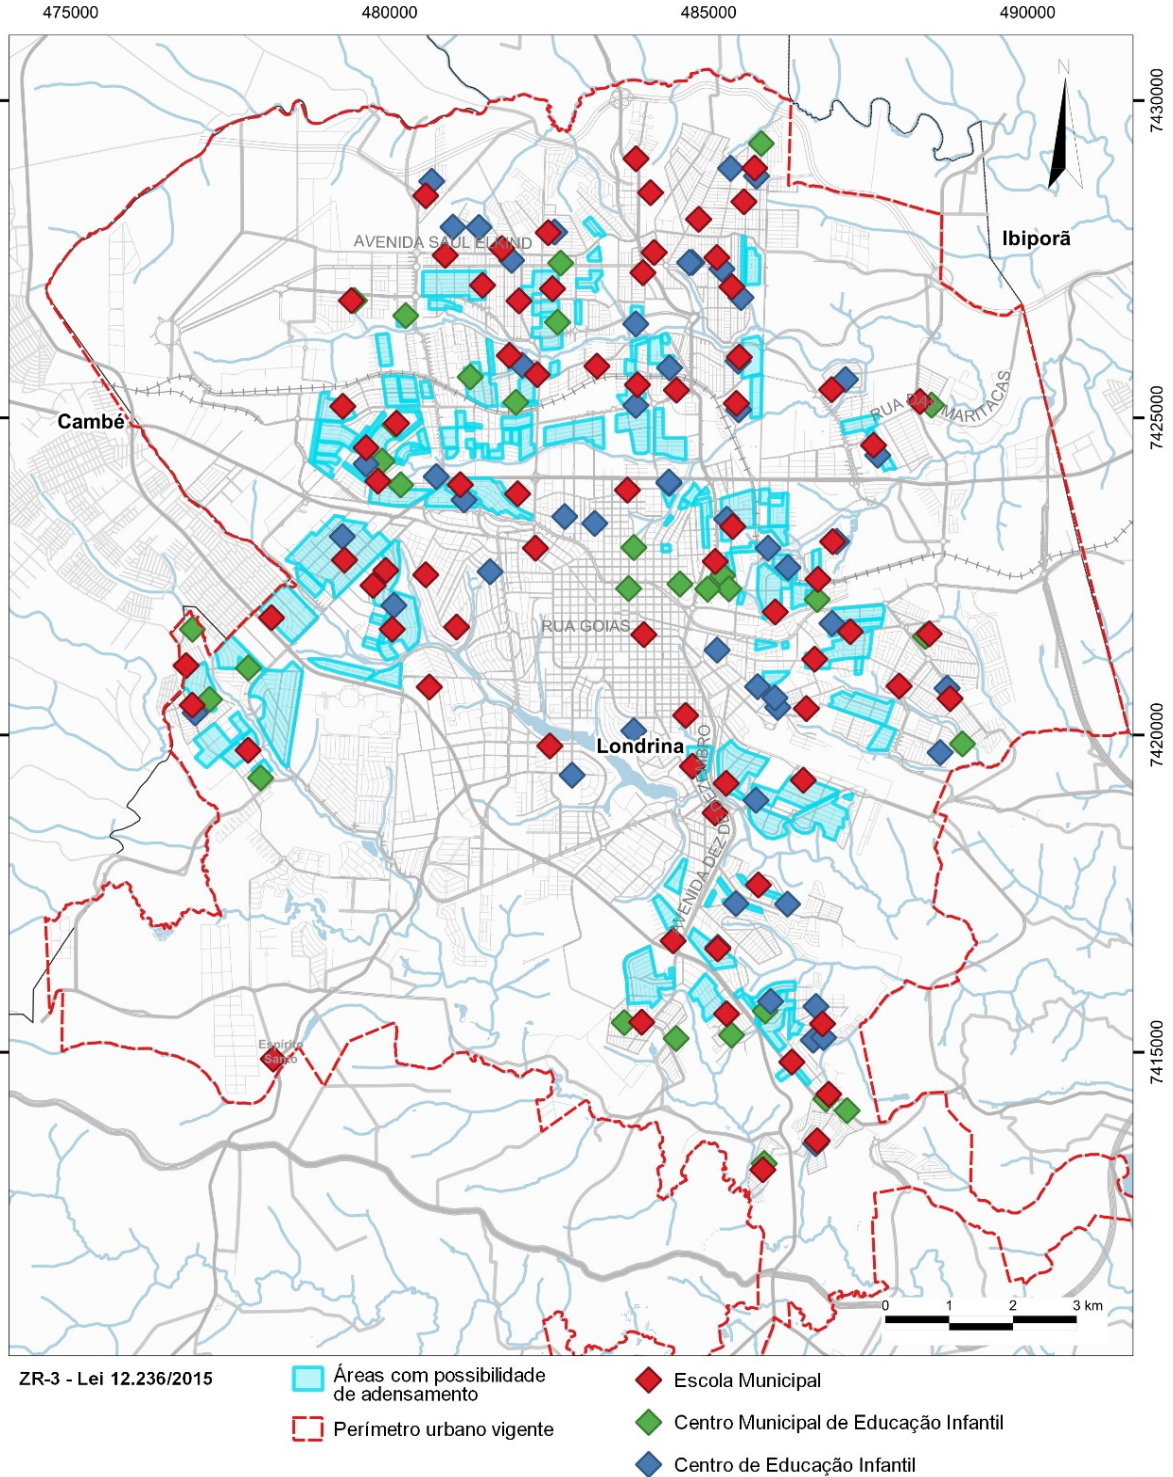 475000 480000 485000 490000
N
7430000
AVENIDA SAUL ELKIND
Ibiporã
RUA DAS MARITACAS
Cambé
7425000
RUA GOIAS
7420000
Londrina
AVENIDA DEZ DE DEZEMBRO
Espírito
Santo
7415000
0 1 2 3 km
ZR-3 - Lei 12.236/2015
Áreas com possibilidade
de adensamento
Perímetro urbano vigente
Escola Municipal
Centro Municipal de Educação Infantil
Centro de Educação Infantil